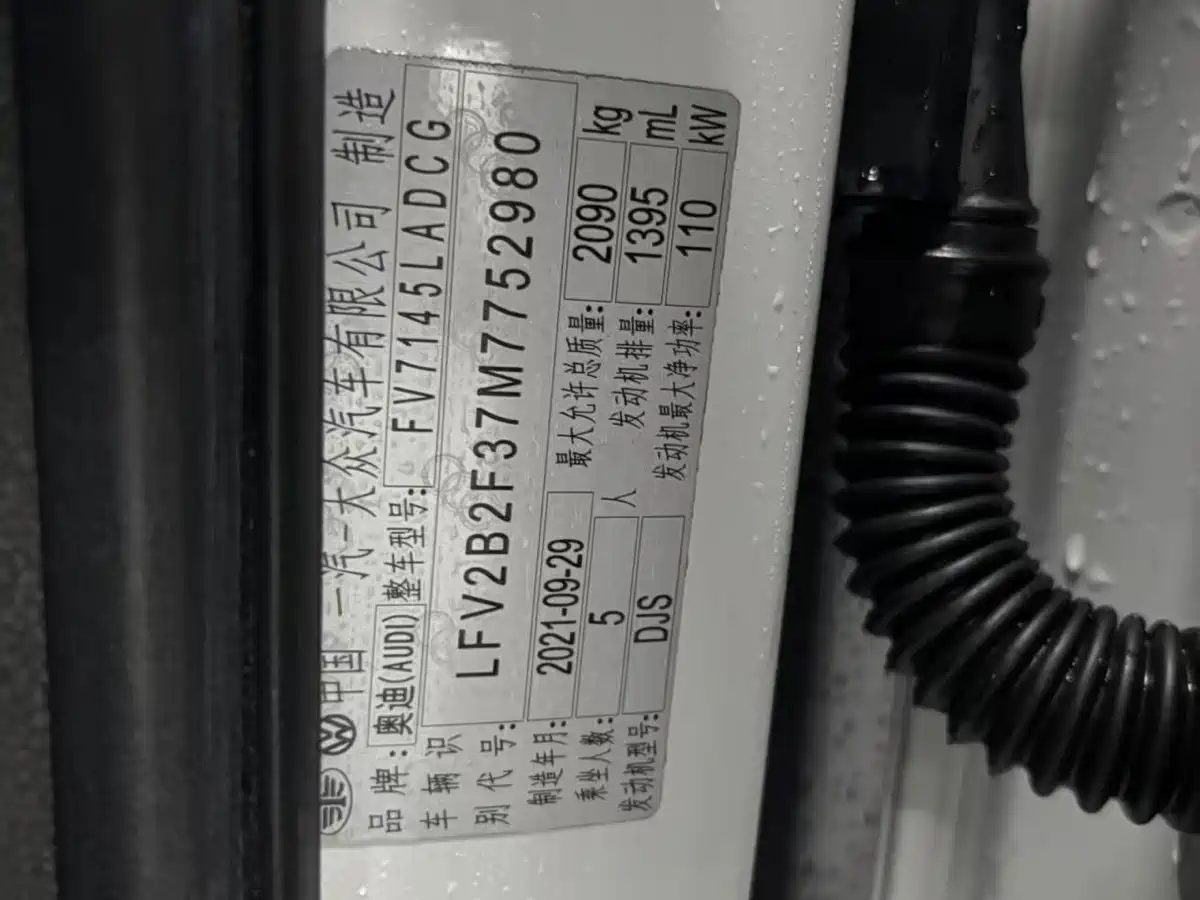 中国 一汽-大众汽车有限公司 制造
品牌: 奥迪(AUDI) 整车型号: FV7145LADCG
车辆识别代号: LFV2B2F37M7752980
制造年月: 2021-09-29 最大允许总质量: 2090 kg
乘坐人数: 5 人 发动机排量: 1395 mL
发动机型号: DJS 发动机最大净功率: 110 kW